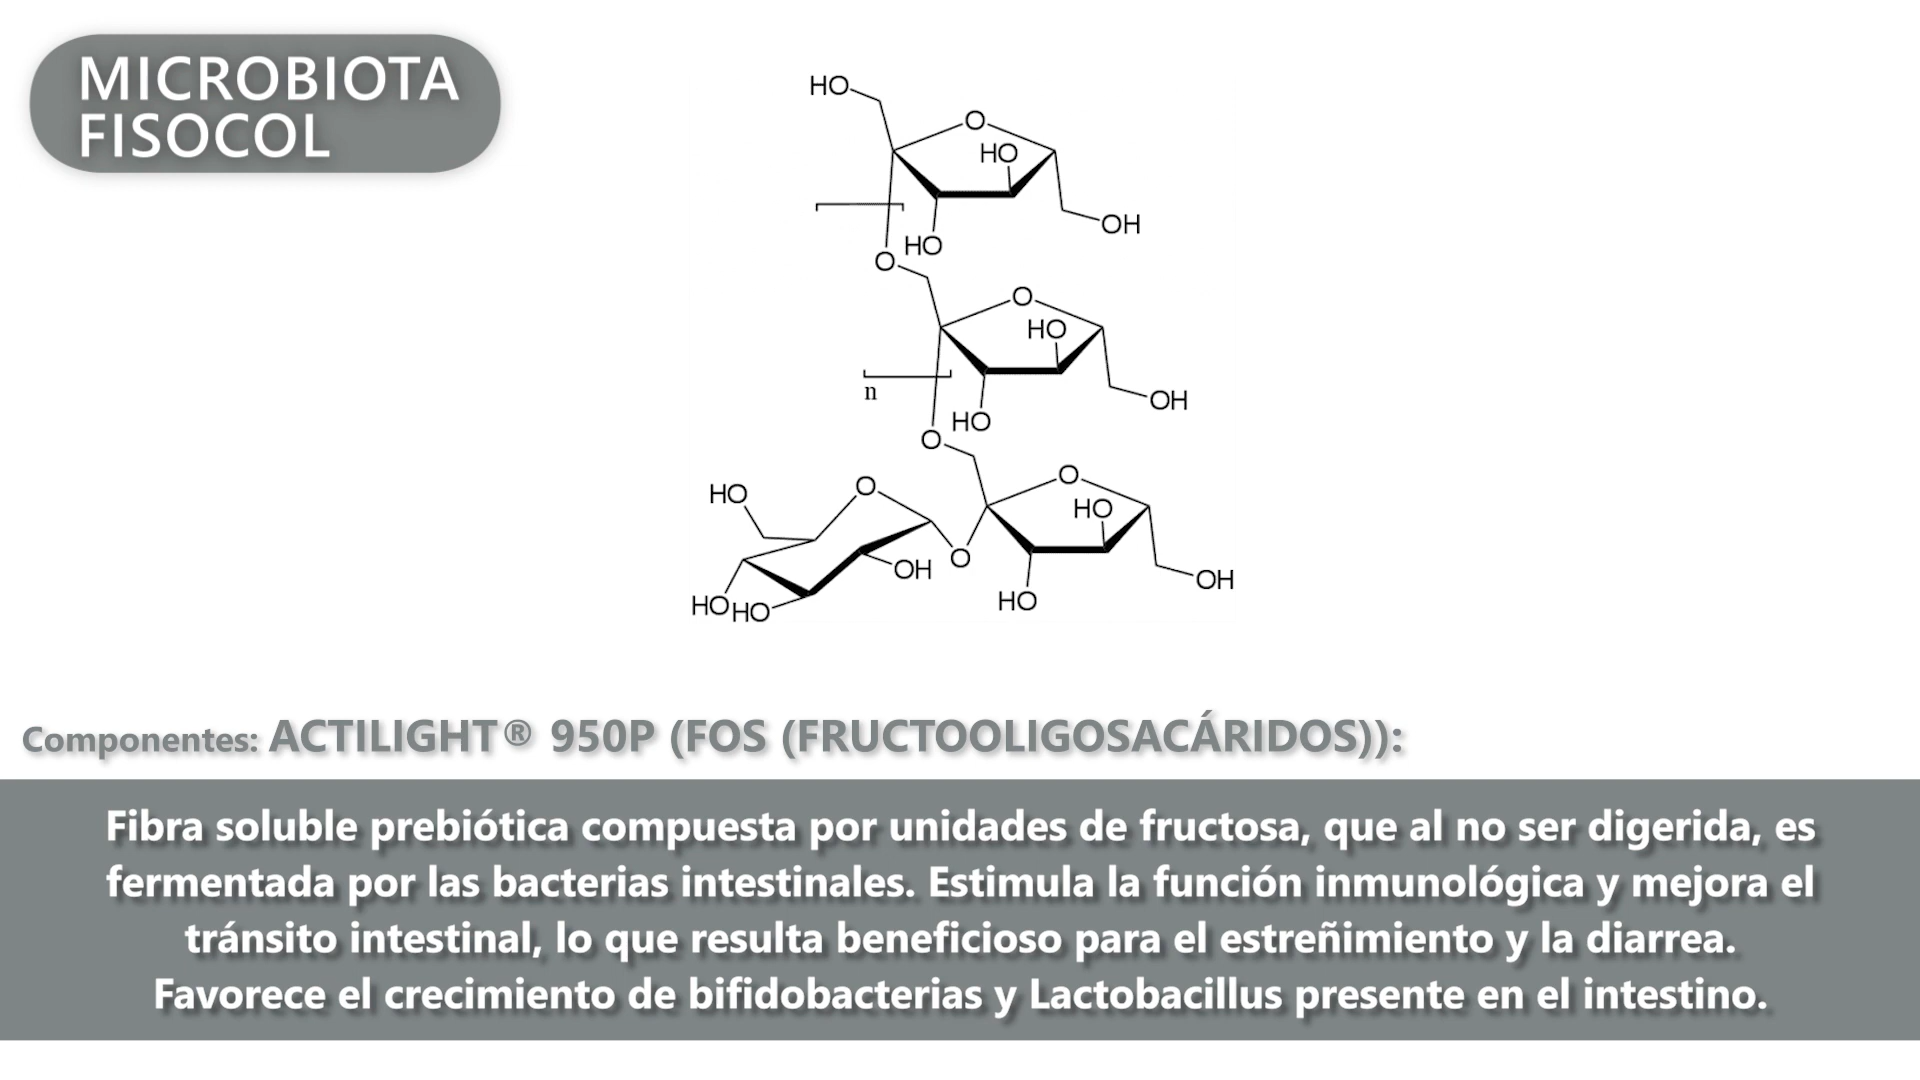 MICROBIOTA
FISOCOL
HO
O
HO
OH
HO
O
O
HO
n
OH
HO
O
O
HO
O
HO
OH
O
OH
HO
HO
HO
Componentes: ACTILIGHT® 950P (FOS (FRUCTOOLIGOSACÁRIDOS)):
Fibra soluble prebiótica compuesta por unidades de fructosa, que al no ser digerida, es
fermentada por las bacterias intestinales. Estimula la función inmunológica y mejora el
tránsito intestinal, lo que resulta beneficioso para el estreñimiento y la diarrea.
Favorece el crecimiento de bifidobacterias y Lactobacillus presente en el intestino.